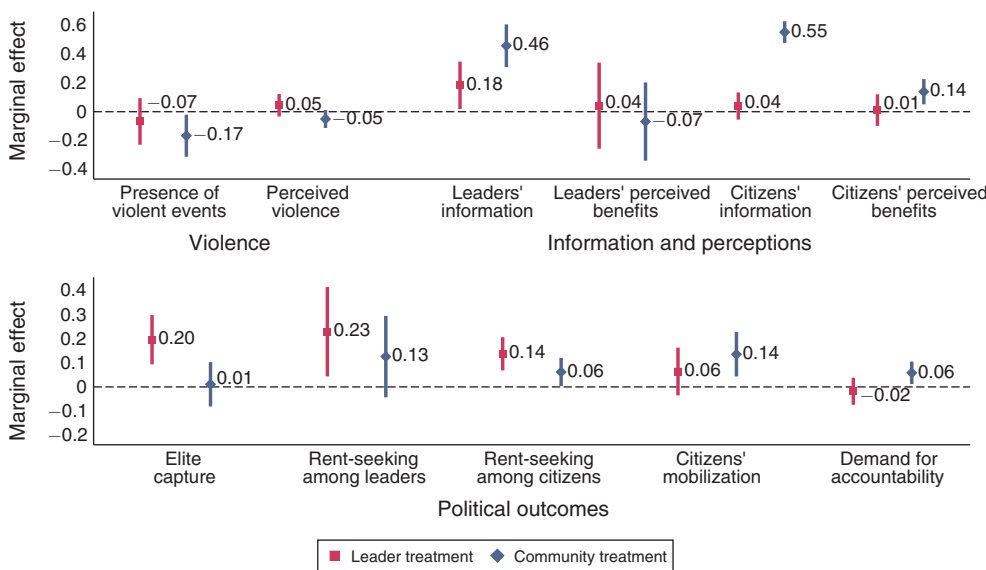 Marginal effect
0.6
0.4
0.2
0
−0.2
−0.4
−0.07
−0.17
0.05
−0.05
0.18
0.46
0.04
−0.07
0.04
0.55
0.01
0.14
Presence of
violent events
Perceived
violence
Leaders'
information
Leaders' perceived
benefits
Citizens'
information
Citizens' perceived
benefits
Violence
Information and perceptions
Marginal effect
0.4
0.3
0.2
0.1
0
−0.1
−0.2
0.20
0.01
0.23
0.13
0.14
0.06
0.06
0.14
−0.02
0.06
Elite
capture
Rent-seeking
among leaders
Rent-seeking
among citizens
Citizens'
mobilization
Demand for
accountability
Political outcomes
Leader treatment
Community treatment